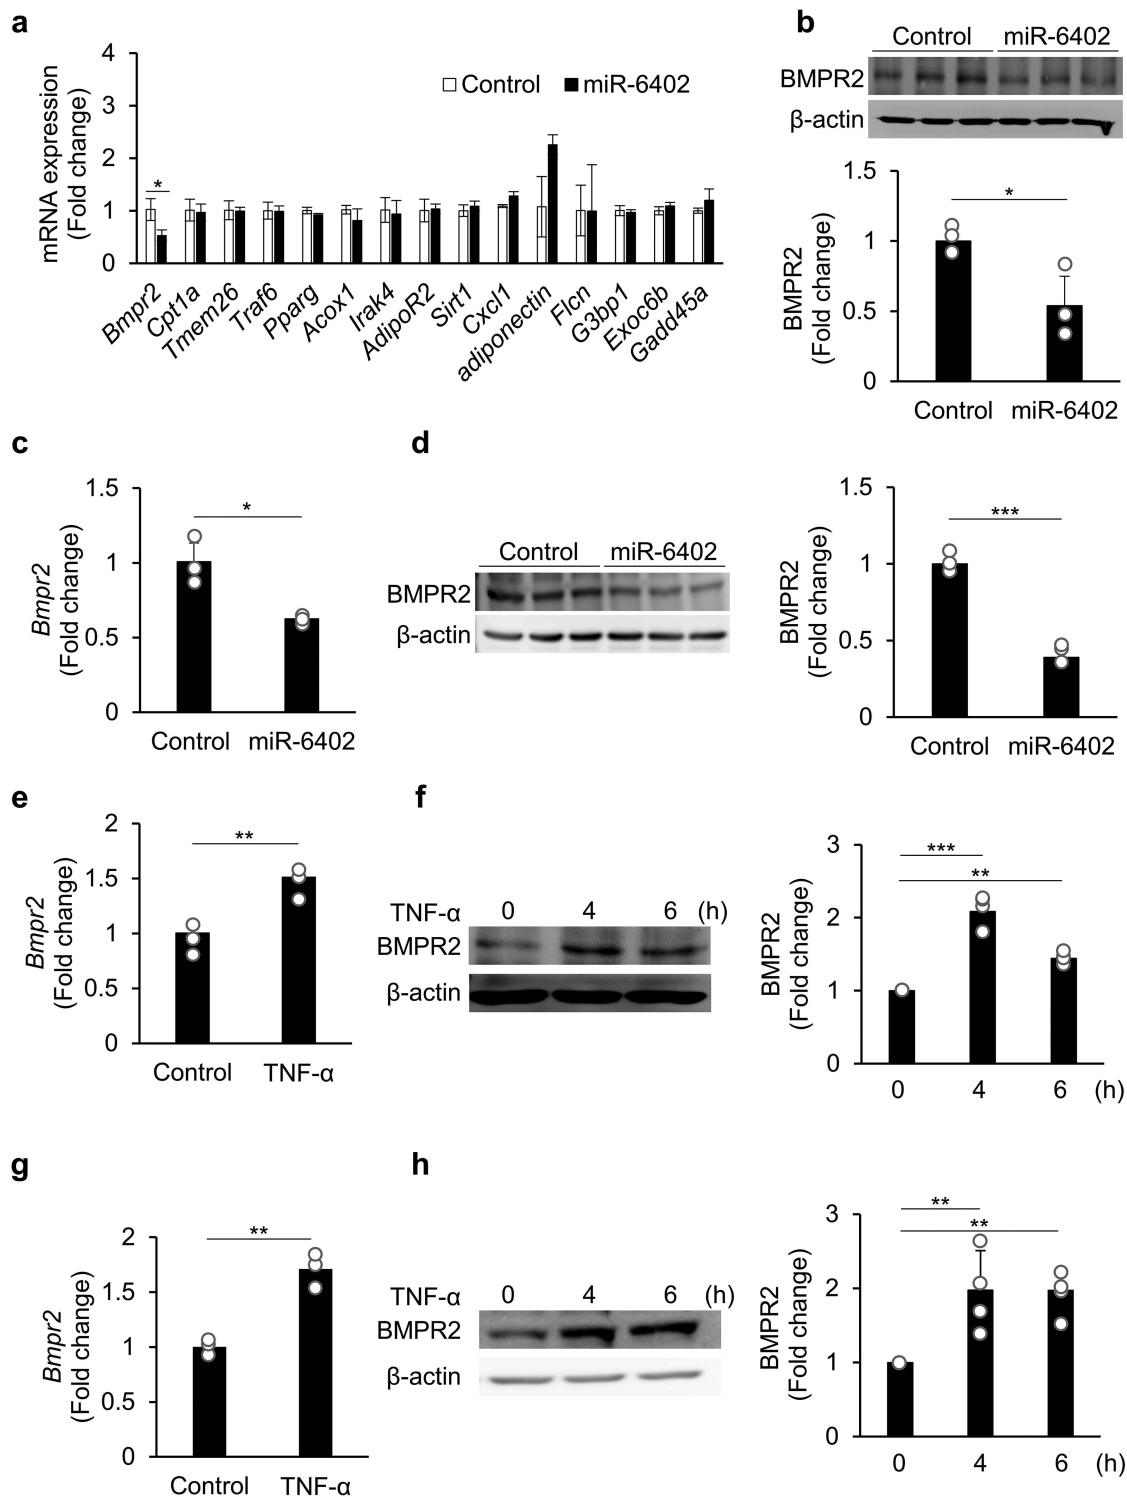 a
mRNA expression
(Fold change)
4
3
2
1
0
Control
miR-6402
*
Bmpr2
Cpt1a
Tmem26
Traf6
Pparg
Acox1
Irak4
AdipoR2
Sirt1
Cxcl1
adiponectin
Flcn
G3bp1
Exoc6b
Gadd45a
b
Control miR-6402
BMPR2
β-actin
BMPR2
(Fold change)
1.5
1
0.5
0
*
Control miR-6402
c
Bmpr2
(Fold change)
1.5
1
0.5
0
*
Control miR-6402
d
Control miR-6402
BMPR2
β-actin
BMPR2
(Fold change)
1.5
1
0.5
0
***
Control miR-6402
e
Bmpr2
(Fold change)
2
1.5
1
0.5
0
**
Control TNF-α
f
TNF-α 0 4 6 (h)
BMPR2
β-actin
BMPR2
(Fold change)
3
2
1
0
***
**
0 4 6 (h)
g
Bmpr2
(Fold change)
2
1.5
1
0.5
0
**
Control TNF-α
h
TNF-α 0 4 6 (h)
BMPR2
β-actin
BMPR2
(Fold change)
3
2
1
0
**
**
0 4 6 (h)